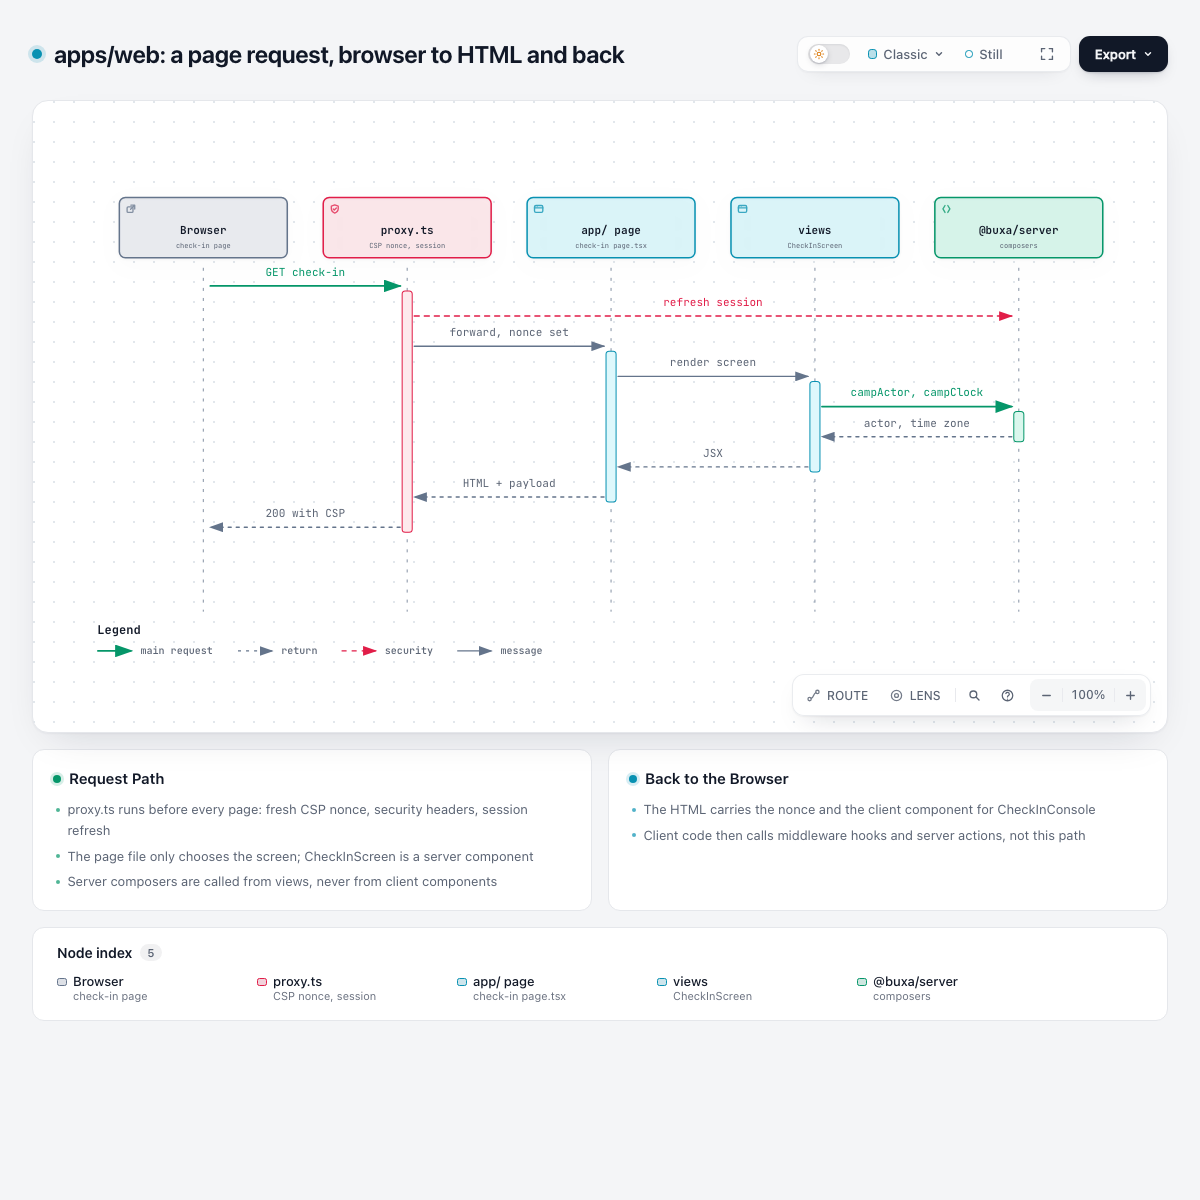 apps/web: a page request, browser to HTML and back
Classic
Still
Export
Browser
check-in page
proxy.ts
CSP nonce, session
app/ page
check-in page.tsx
views
CheckInScreen
@buxa/server
composers
GET check-in
refresh session
forward, nonce set
render screen
campActor, campClock
actor, time zone
JSX
HTML + payload
200 with CSP
Legend
main request
return
security
message
ROUTE
LENS
100%
Request Path
proxy.ts runs before every page: fresh CSP nonce, security headers, session
refresh
The page file only chooses the screen; CheckInScreen is a server component
Server composers are called from views, never from client components
Back to the Browser
The HTML carries the nonce and the client component for CheckInConsole
Client code then calls middleware hooks and server actions, not this path
Node index 5
Browser
check-in page
proxy.ts
CSP nonce, session
app/ page
check-in page.tsx
views
CheckInScreen
@buxa/server
composers